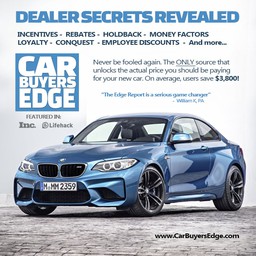 DEALER SECRETS REVEALED
INCENTIVES - REBATES - HOLDBACK - MONEY FACTORS
LOYALTY - CONQUEST - EMPLOYEE DISCOUNTS - And more...
CAR
BUYERS
EDGE
Never be fooled again. The ONLY source that
unlocks the actual price you should be paying
for your new car. On average, users save $3,800!
"The Edge Report is a serious game changer"
- William K, PA
FEATURED IN:
Inc. Lifehack
M·MM 2359
www.CarBuyersEdge.com